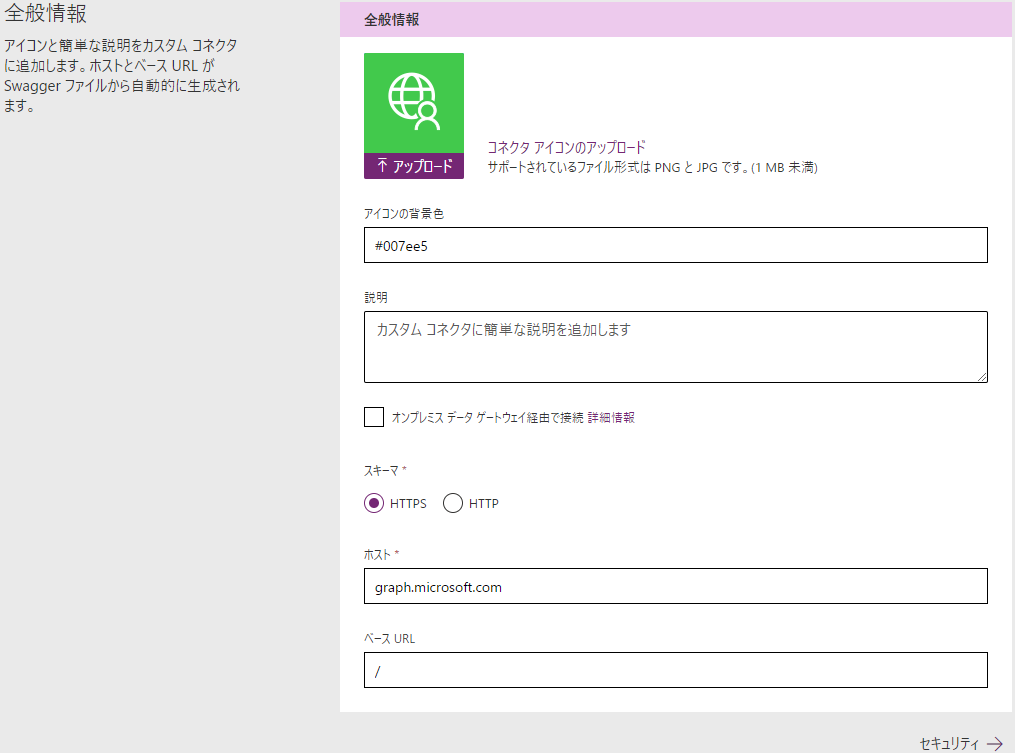 全般情報
アイコンと簡単な説明をカスタム コネクタ
に追加します。ホストとベース URL が
Swagger ファイルから自動的に生成され
ます。
全般情報
アップロード
コネクタ アイコンのアップロード
サポートされているファイル形式は PNG と JPG です。(1 MB 未満)
アイコンの背景色
#007ee5
説明
カスタム コネクタに簡単な説明を追加します
オンプレミス データ ゲートウェイ経由で接続 詳細情報
スキーマ *
HTTPS HTTP
ホスト *
graph.microsoft.com
ベース URL
/
セキュリティ →